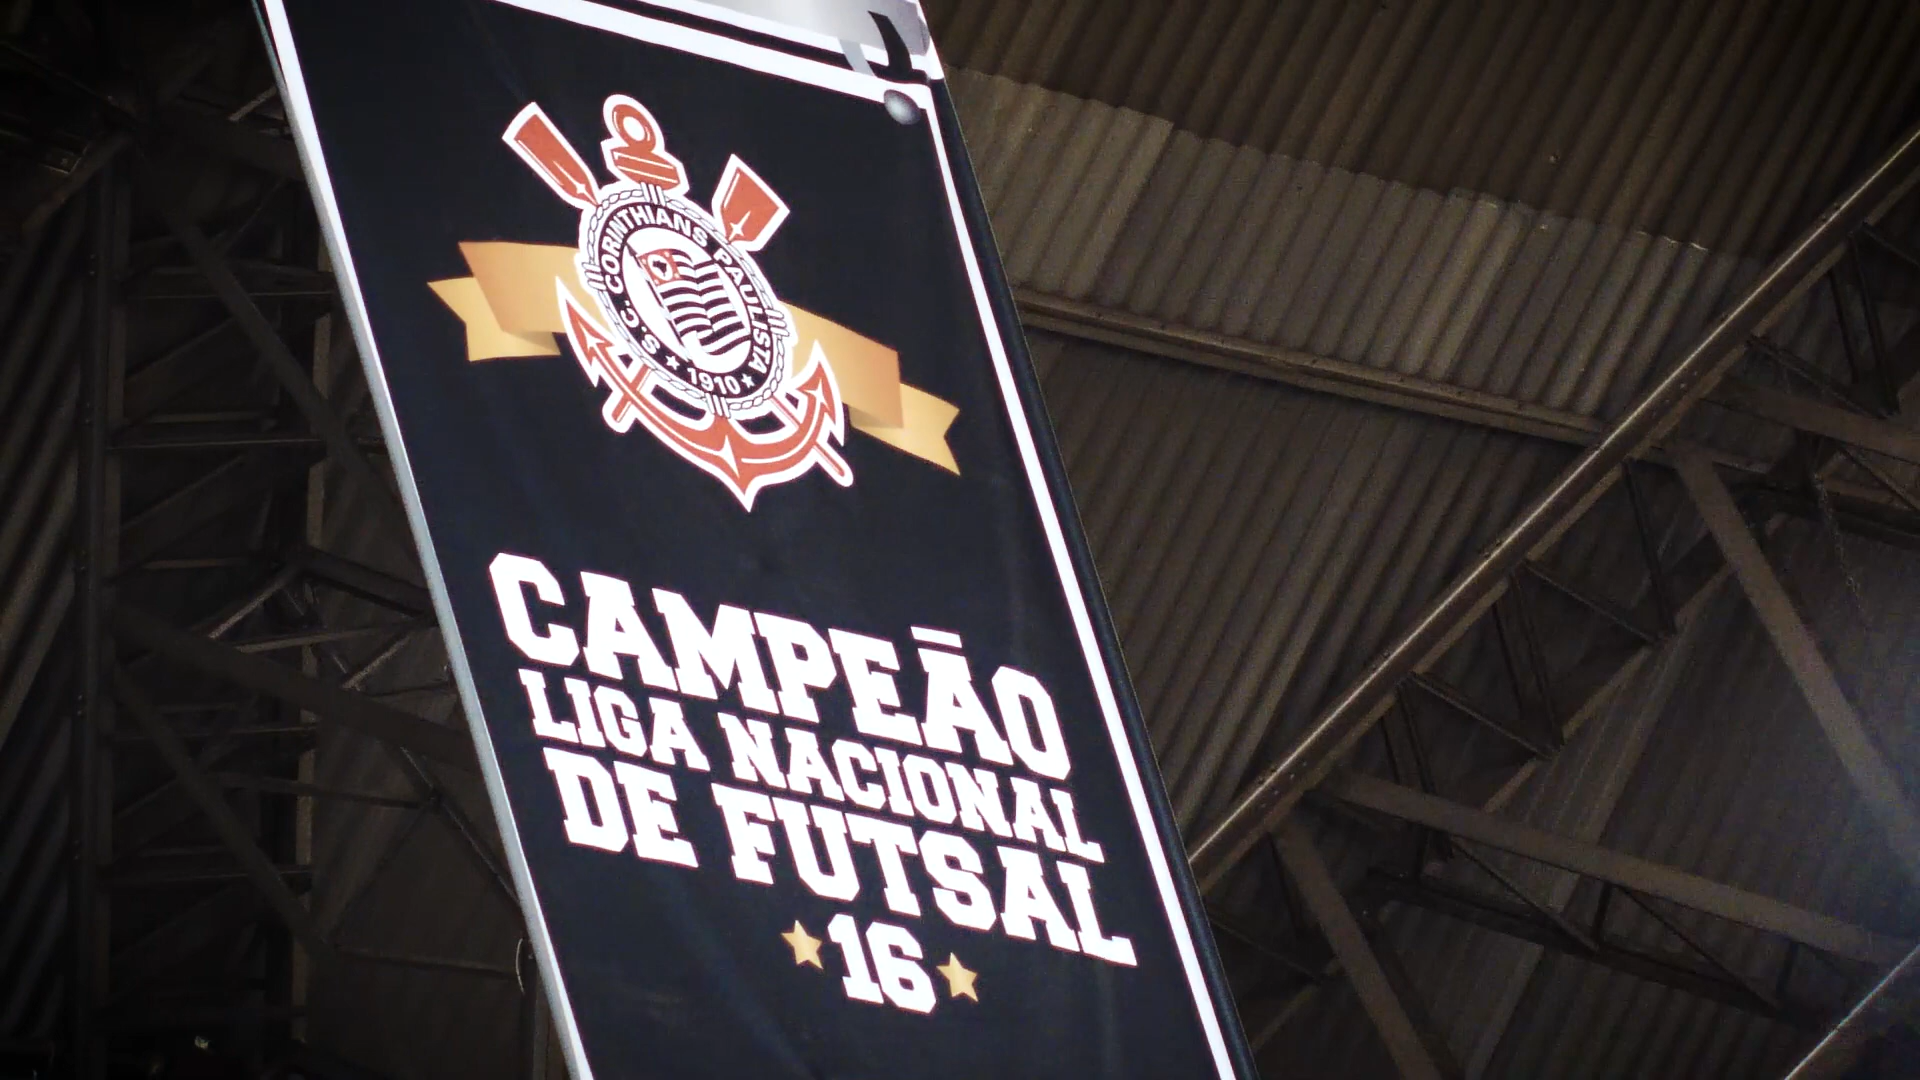 S.C. CORINTHIANS PAULISTA
1910
CAMPEÃO
LIGA NACIONAL
DE FUTSAL
16